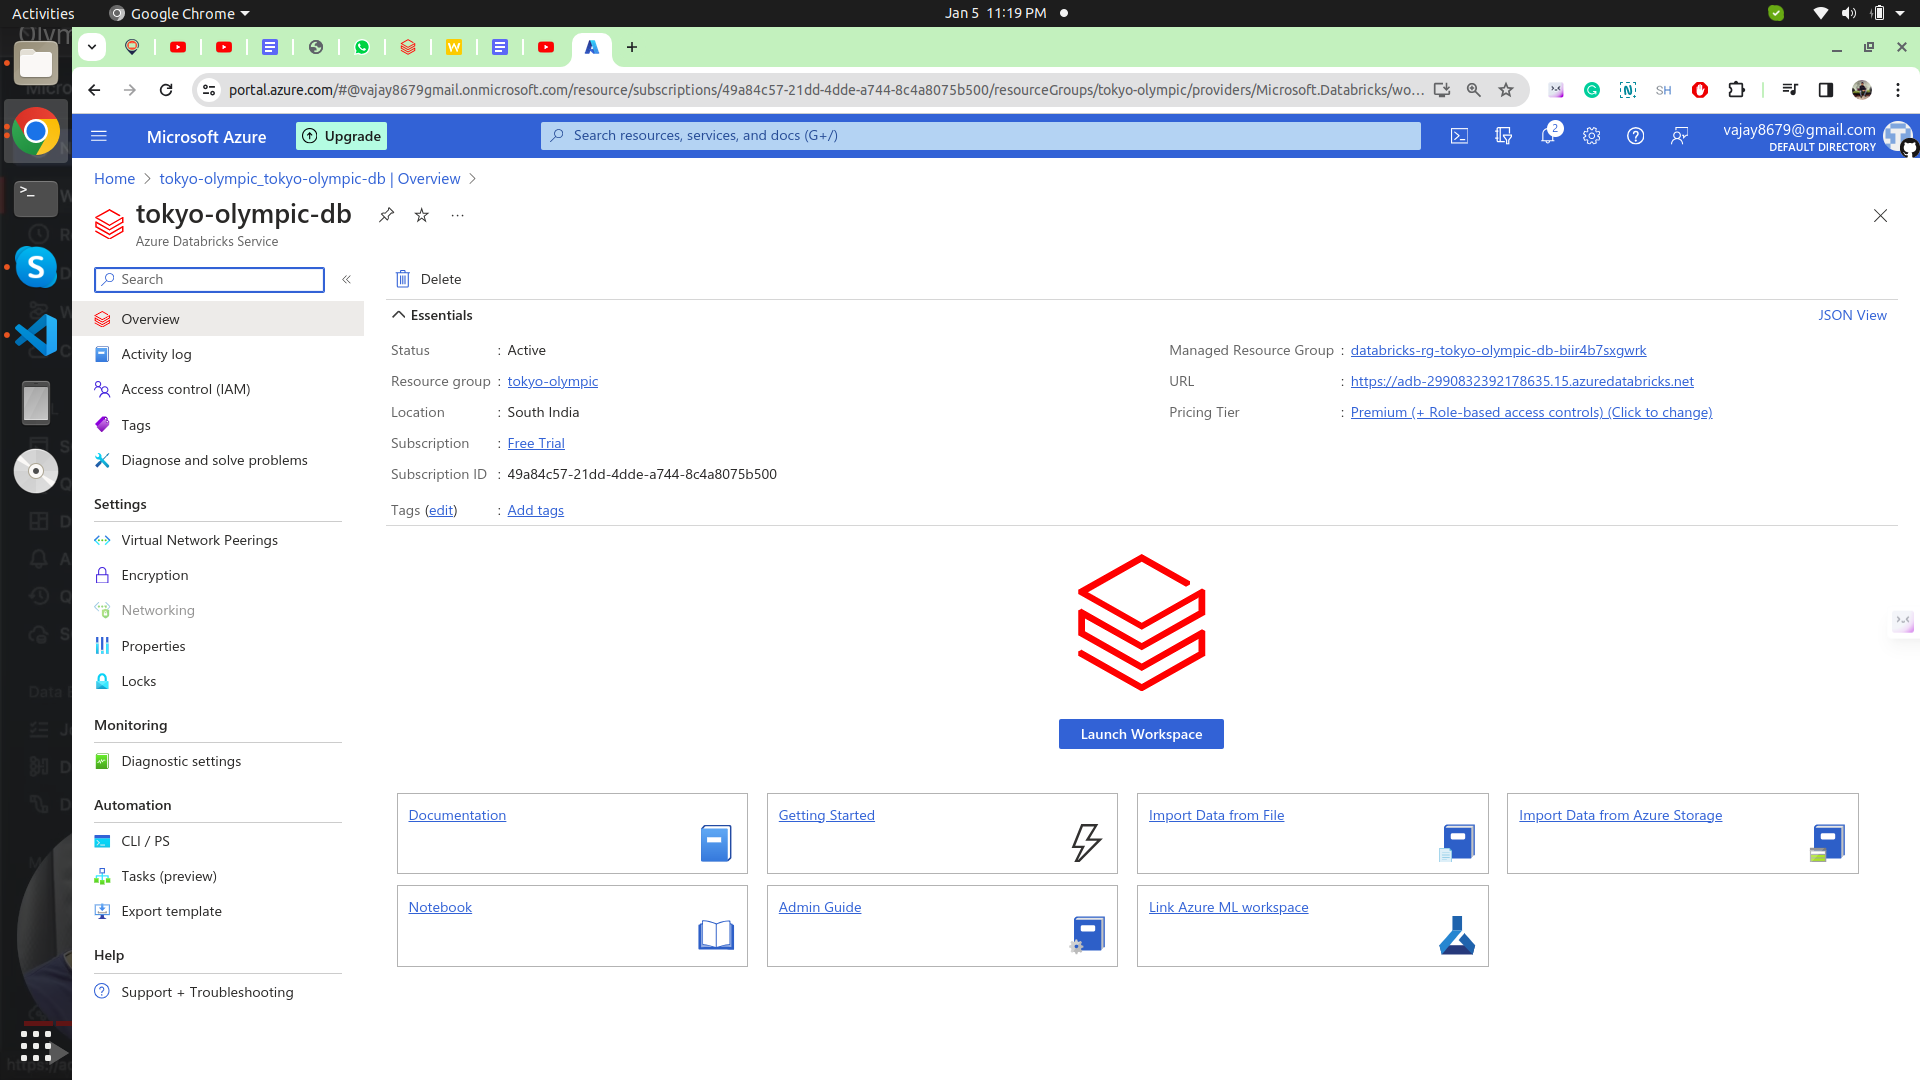 Activities
Google Chrome
Jan 5 11:19 PM
portal.azure.com/#@vajay8679gmail.onmicrosoft.com/resource/subscriptions/49a84c57-21dd-4dde-a744-8c4a8075b500/resourceGroups/tokyo-olympic/providers/Microsoft.Databricks/wo...
SH
Microsoft Azure
Upgrade
Search resources, services, and docs (G+/)
2
vajay8679@gmail.com
DEFAULT DIRECTORY
Home > tokyo-olympic_tokyo-olympic-db | Overview >
tokyo-olympic-db
Azure Databricks Service
Search
Delete
Overview
Activity log
Access control (IAM)
Tags
Diagnose and solve problems
Settings
Virtual Network Peerings
Encryption
Networking
Properties
Locks
Monitoring
Diagnostic settings
Automation
CLI / PS
Tasks (preview)
Export template
Help
Support + Troubleshooting
Essentials
JSON View
Status : Active
Resource group : tokyo-olympic
Location : South India
Subscription : Free Trial
Subscription ID : 49a84c57-21dd-4dde-a744-8c4a8075b500
Tags (edit) : Add tags
Managed Resource Group : databricks-rg-tokyo-olympic-db-biir4b7sxgwrk
URL : https://adb-2990832392178635.15.azuredatabricks.net
Pricing Tier : Premium (+ Role-based access controls) (Click to change)
Launch Workspace
Documentation
Getting Started
Import Data from File
Import Data from Azure Storage
Notebook
Admin Guide
Link Azure ML workspace